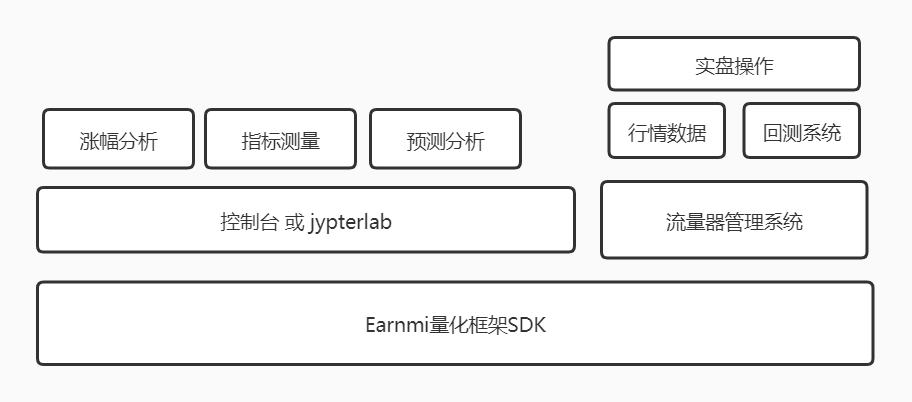 实盘操作
涨幅分析
指标测量
预测分析
行情数据
回测系统
控制台 或 jypterlab
流量器管理系统
Earnmi量化框架SDK